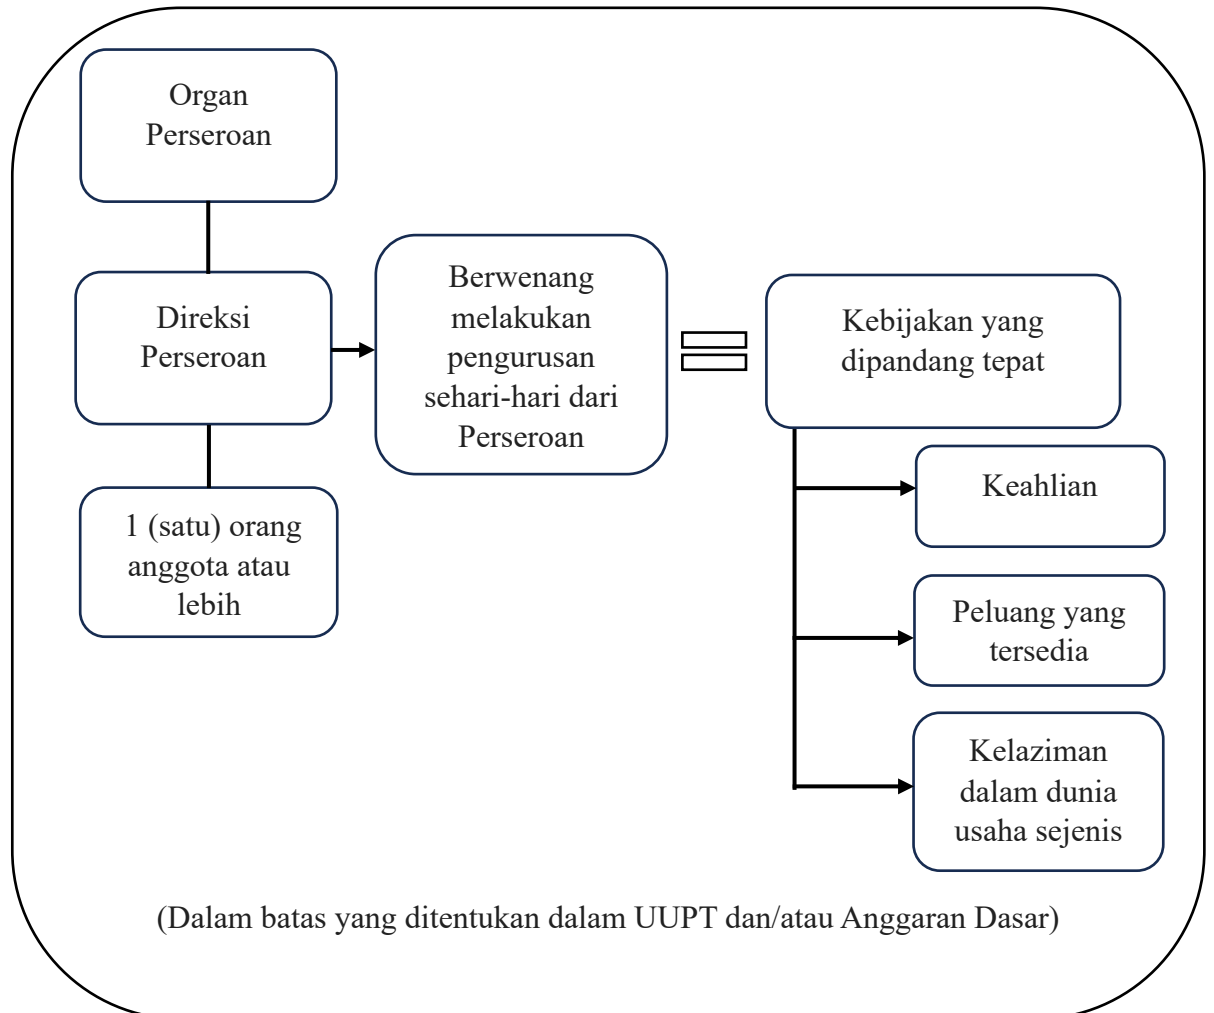 Organ
Perseroan
Direksi
Perseroan
1 (satu) orang
anggota atau
lebih
Berwenang
melakukan
pengurusan
sehari-hari dari
Perseroan
Kebijakan yang
dipandang tepat
Keahlian
Peluang yang
tersedia
Kelaziman
dalam dunia
usaha sejenis
(Dalam batas yang ditentukan dalam UUPT dan/atau Anggaran Dasar)